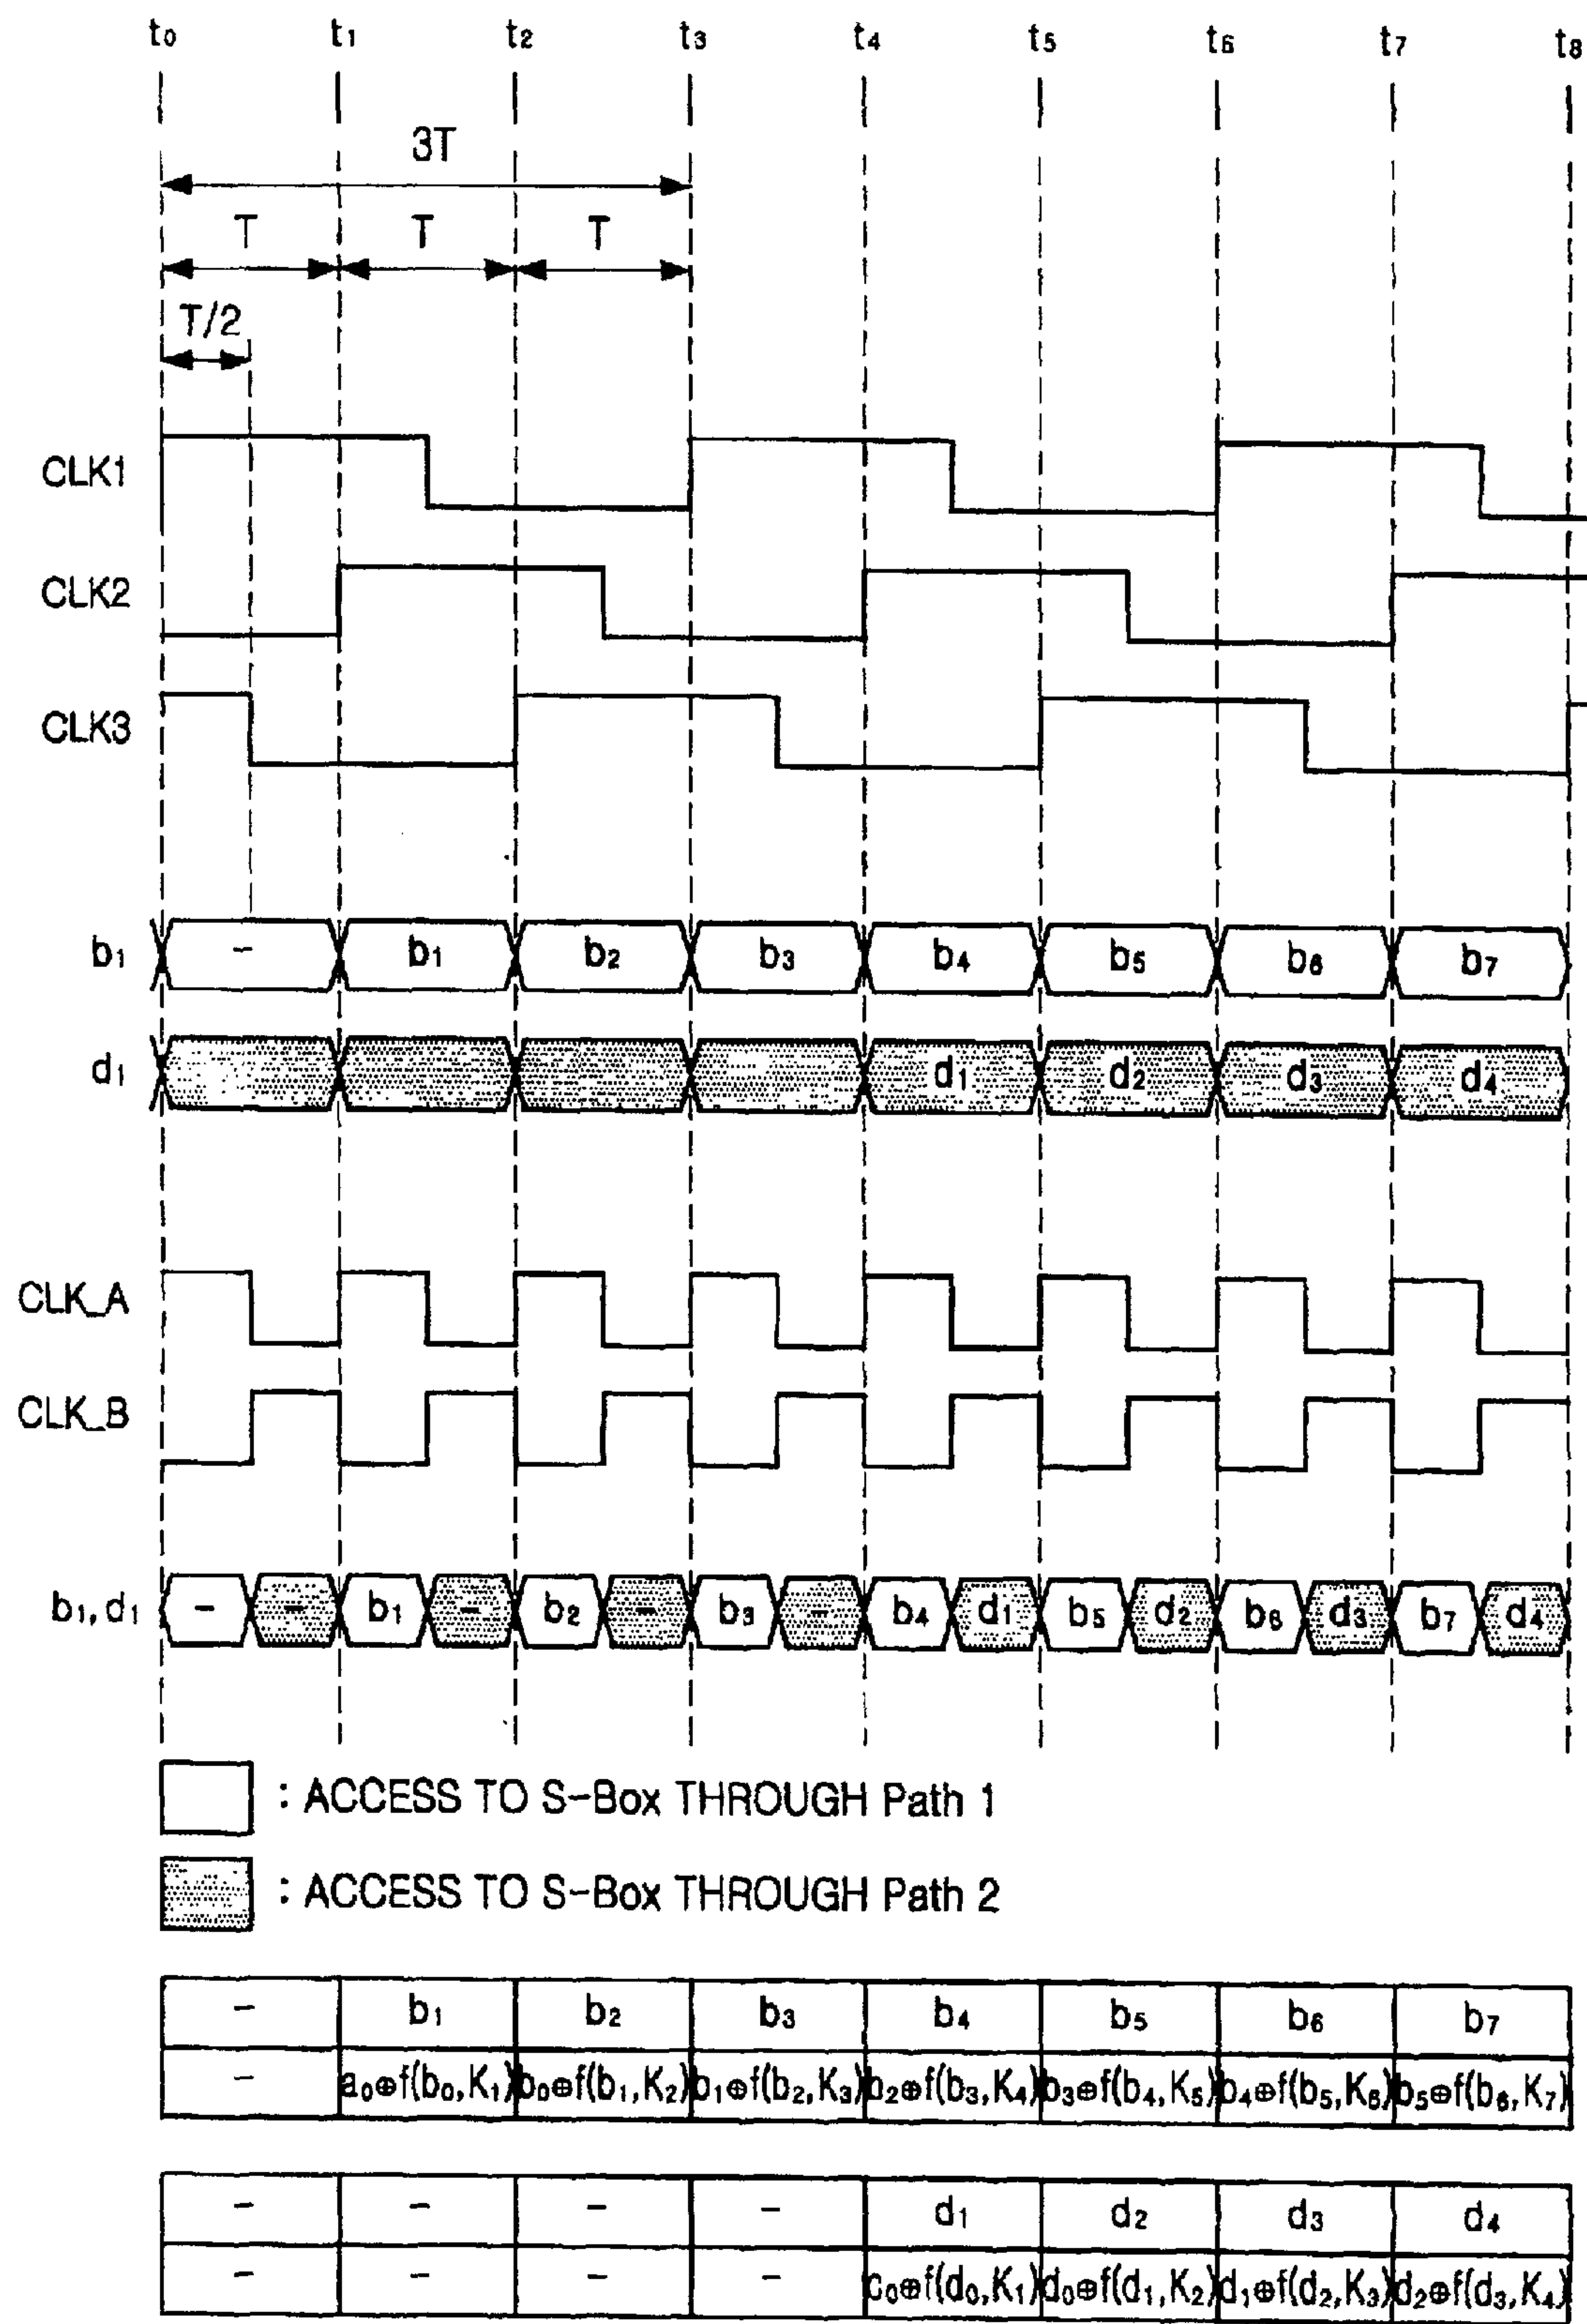 t₀ t₁ t₂ t₃ t₄ t₅ t₆ t₇ t₈
3T
T T T
T/2
CLK1
CLK2
CLK3
b₁ - b₁ b₂ b₃ b₄ b₅ b₆ b₇
d₁ d₁ d₂ d₃ d₄
CLK_A
CLK_B
b₁, d₁ - - b₁ - b₂ - b₃ - b₄ d₁ b₅ d₂ b₆ d₃ b₇ d₄
: ACCESS TO S-Box THROUGH Path 1
: ACCESS TO S-Box THROUGH Path 2
- b₁ b₂ b₃ b₄ b₅ b₆ b₇
- a₀⊕f(b₀,K₁) b₀⊕f(b₁,K₂) b₁⊕f(b₂,K₃) b₂⊕f(b₃,K₄) b₃⊕f(b₄,K₅) b₄⊕f(b₅,K₆) b₅⊕f(b₆,K₇)
- - - - d₁ d₂ d₃ d₄
- - - - c₀⊕f(d₀,K₁) d₀⊕f(d₁,K₂) d₁⊕f(d₂,K₃) d₂⊕f(d₃,K₄)